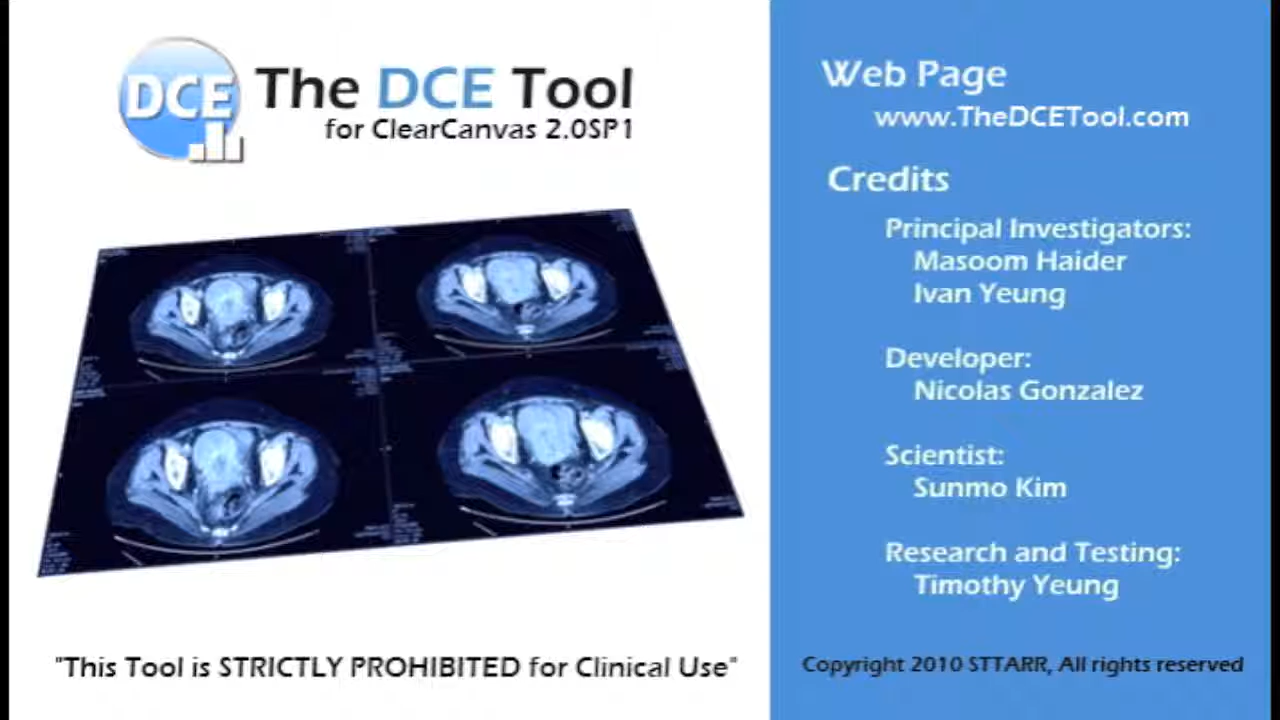 DCE
The DCE Tool
for ClearCanvas 2.0SP1
"This Tool is STRICTLY PROHIBITED for Clinical Use"
Web Page
www.TheDCETool.com
Credits
Principal Investigators:
Masoom Haider
Ivan Yeung
Developer:
Nicolas Gonzalez
Scientist:
Sunmo Kim
Research and Testing:
Timothy Yeung
Copyright 2010 STTARR, All rights reserved